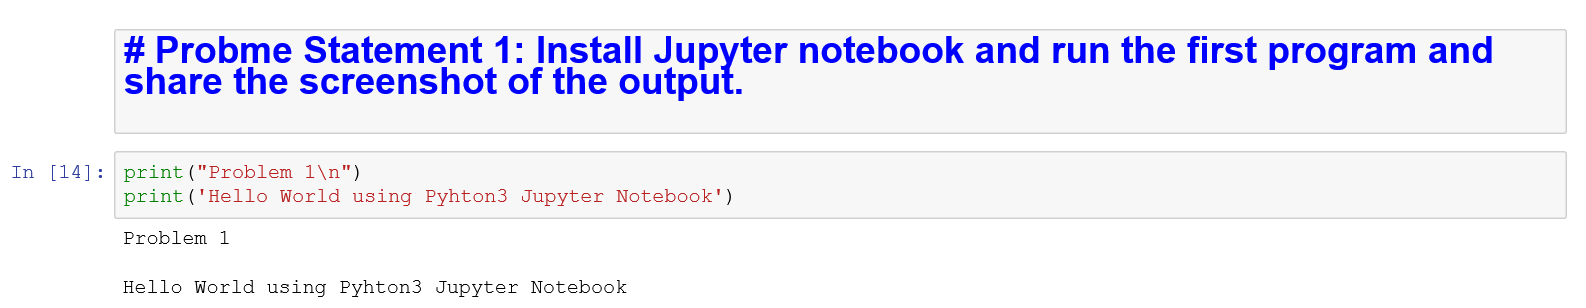 # Probme Statement 1: Install Jupyter notebook and run the first program and
share the screenshot of the output.
In [14]: print("Problem 1\n")
print('Hello World using Pyhton3 Jupyter Notebook')
Problem 1
Hello World using Pyhton3 Jupyter Notebook